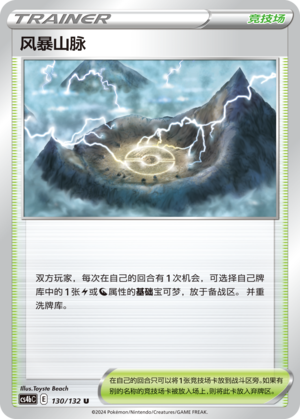 TRAINER 竞技场
风暴山脉
双方玩家，每次在自己的回合有1次机会，可选择自己牌
库中的1张或属性的基础宝可梦，放于备战区。并重
洗牌库。
Illus.Toyste Beach
CS4bC E 130/132 U
在自己的回合只可以将1张竞技场卡放到战斗区旁。如果有
别的名称的竞技场卡被放入场上，则将此卡放入弃牌区。
©2024 Pokémon/Nintendo/Creatures/GAME FREAK.